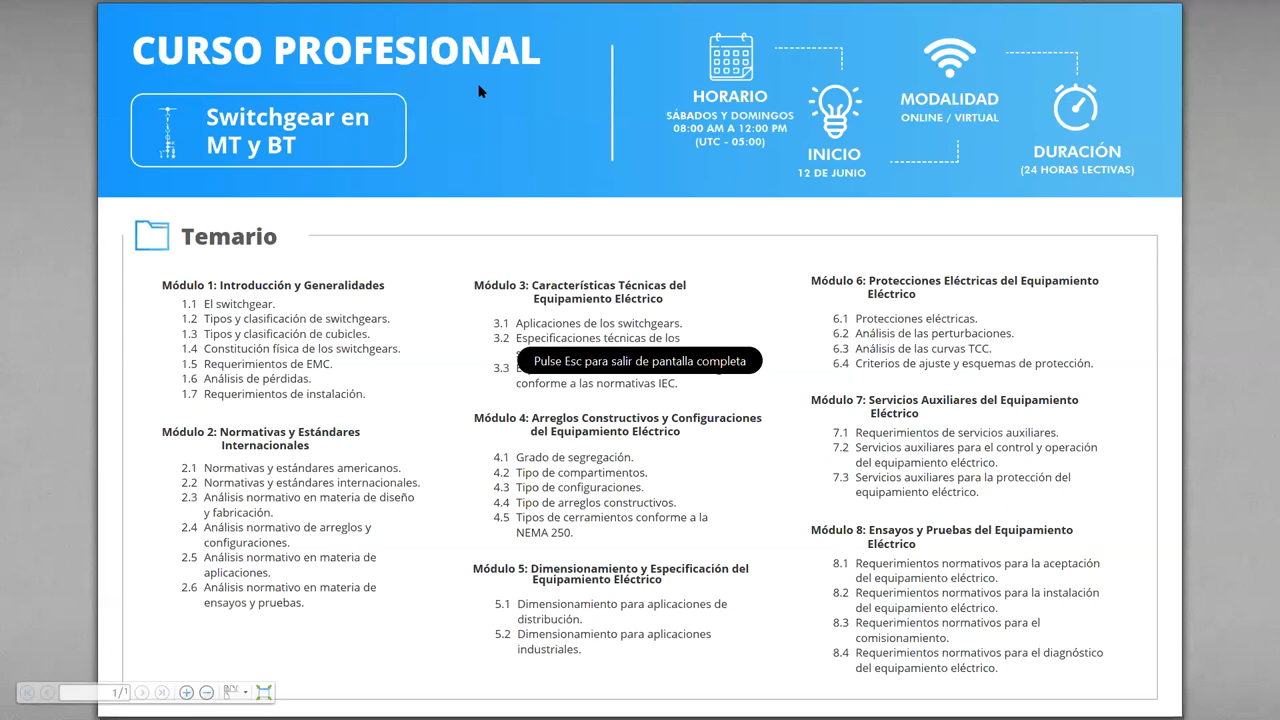 CURSO PROFESIONAL
Switchgear en
MT y BT
HORARIO
SÁBADOS Y DOMINGOS
08:00 AM A 12:00 PM
(UTC - 05:00)
INICIO
12 DE JUNIO
MODALIDAD
ONLINE / VIRTUAL
DURACIÓN
(24 HORAS LECTIVAS)
Temario
Módulo 1: Introducción y Generalidades
1.1 El switchgear.
1.2 Tipos y clasificación de switchgears.
1.3 Tipos y clasificación de cubicles.
1.4 Constitución física de los switchgears.
1.5 Requerimientos de EMC.
1.6 Análisis de pérdidas.
1.7 Requerimientos de instalación.
Módulo 2: Normativas y Estándares
Internacionales
2.1 Normativas y estándares americanos.
2.2 Normativas y estándares internacionales.
2.3 Análisis normativo en materia de diseño
y fabricación.
2.4 Análisis normativo de arreglos y
configuraciones.
2.5 Análisis normativo en materia de
aplicaciones.
2.6 Análisis normativo en materia de
ensayos y pruebas.
Módulo 3: Características Técnicas del
Equipamiento Eléctrico
3.1 Aplicaciones de los switchgears.
3.2 Especificaciones técnicas de los
Pulse Esc para salir de pantalla completa
3.3
conforme a las normativas IEC.
Módulo 4: Arreglos Constructivos y Configuraciones
del Equipamiento Eléctrico
4.1 Grado de segregación.
4.2 Tipo de compartimentos.
4.3 Tipo de configuraciones.
4.4 Tipo de arreglos constructivos.
4.5 Tipos de cerramientos conforme a la
NEMA 250.
Módulo 5: Dimensionamiento y Especificación del
Equipamiento Eléctrico
5.1 Dimensionamiento para aplicaciones de
distribución.
5.2 Dimensionamiento para aplicaciones
industriales.
Módulo 6: Protecciones Eléctricas del Equipamiento
Eléctrico
6.1 Protecciones eléctricas.
6.2 Análisis de las perturbaciones.
6.3 Análisis de las curvas TCC.
6.4 Criterios de ajuste y esquemas de protección.
Módulo 7: Servicios Auxiliares del Equipamiento
Eléctrico
7.1 Requerimientos de servicios auxiliares.
7.2 Servicios auxiliares para el control y operación
del equipamiento eléctrico.
7.3 Servicios auxiliares para la protección del
equipamiento eléctrico.
Módulo 8: Ensayos y Pruebas del Equipamiento
Eléctrico
8.1 Requerimientos normativos para la aceptación
del equipamiento eléctrico.
8.2 Requerimientos normativos para la instalación
del equipamiento eléctrico.
8.3 Requerimientos normativos para el
comisionamiento.
8.4 Requerimientos normativos para el diagnóstico
del equipamiento eléctrico.
1/1